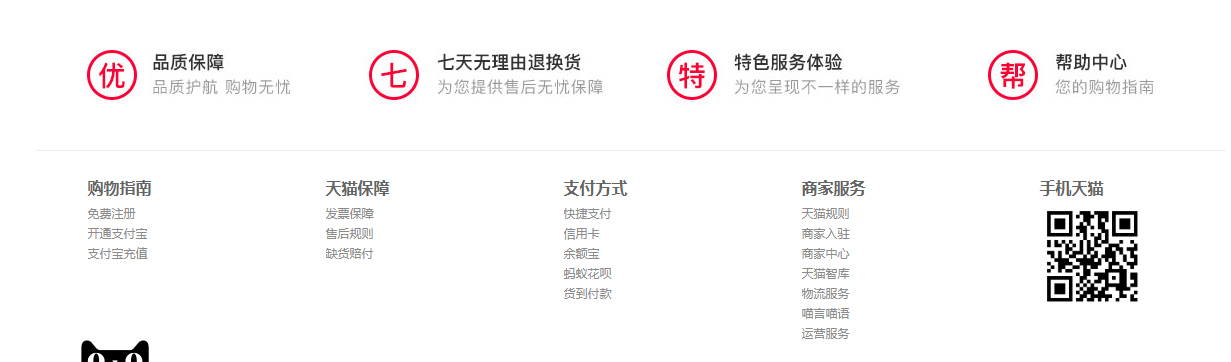 优
品质保障
品质护航 购物无忧
七
七天无理由退换货
为您提供售后无忧保障
特
特色服务体验
为您呈现不一样的服务
帮
帮助中心
您的购物指南
购物指南
免费注册
开通支付宝
支付宝充值
天猫保障
发票保障
售后规则
缺货赔付
支付方式
快捷支付
信用卡
余额宝
蚂蚁花呗
货到付款
商家服务
天猫规则
商家入驻
商家中心
天猫智库
物流服务
喵言喵语
运营服务
手机天猫